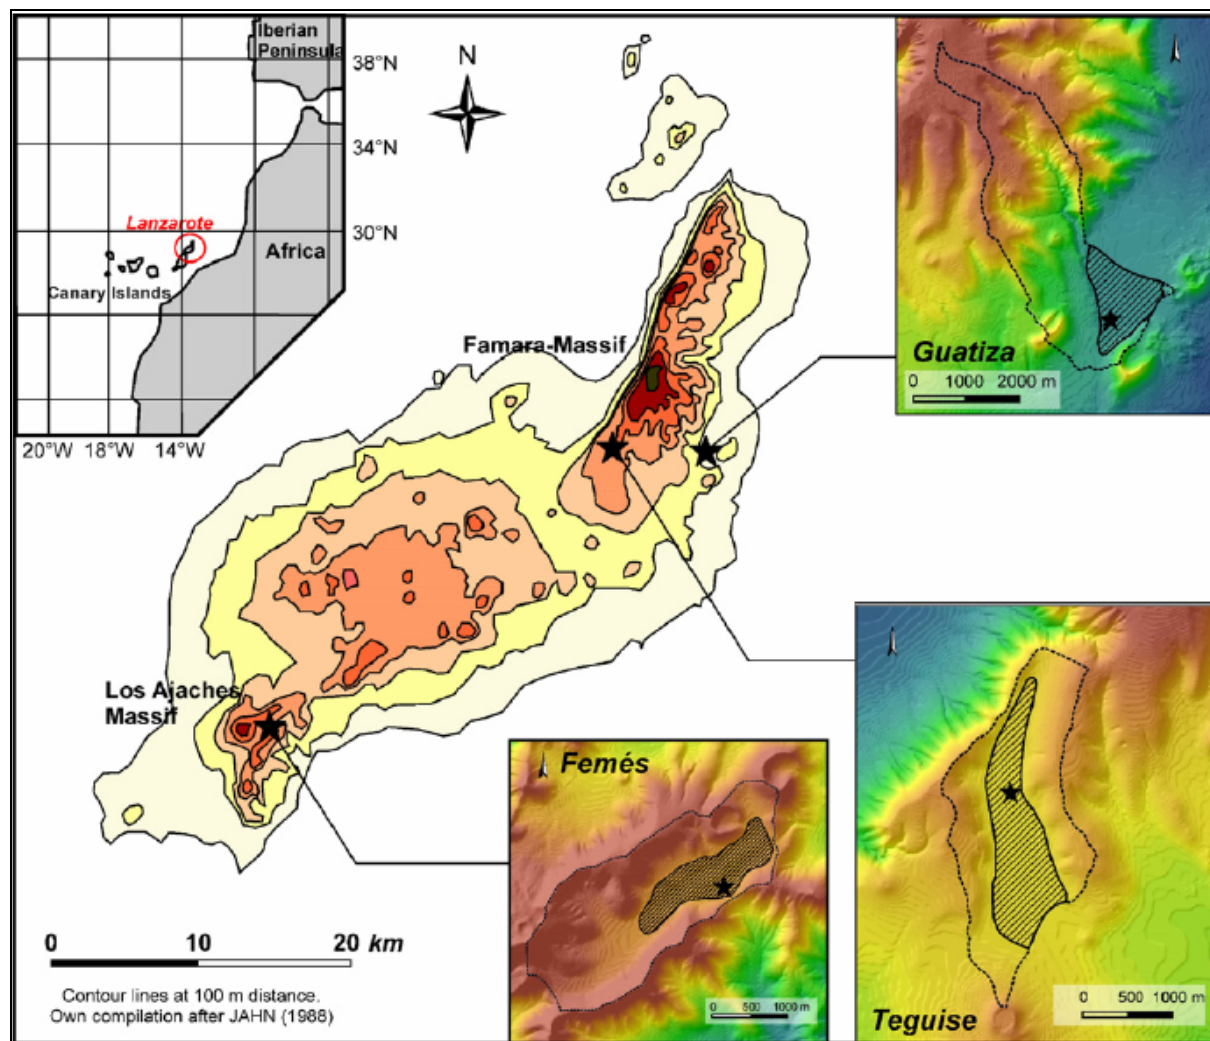 Iberian
Peninsula
38°N
34°N
30°N
Lanzarote
Africa
Canary Islands
20°W 18°W 14°W
N
Famara-Massif
Guatiza
0 1000 2000 m
Los Ajaches
Massif
Femés
0 500 1000 m
Teguise
0 500 1000 m
0 10 20 km
Contour lines at 100 m distance.
Own compilation after JAHN (1988)